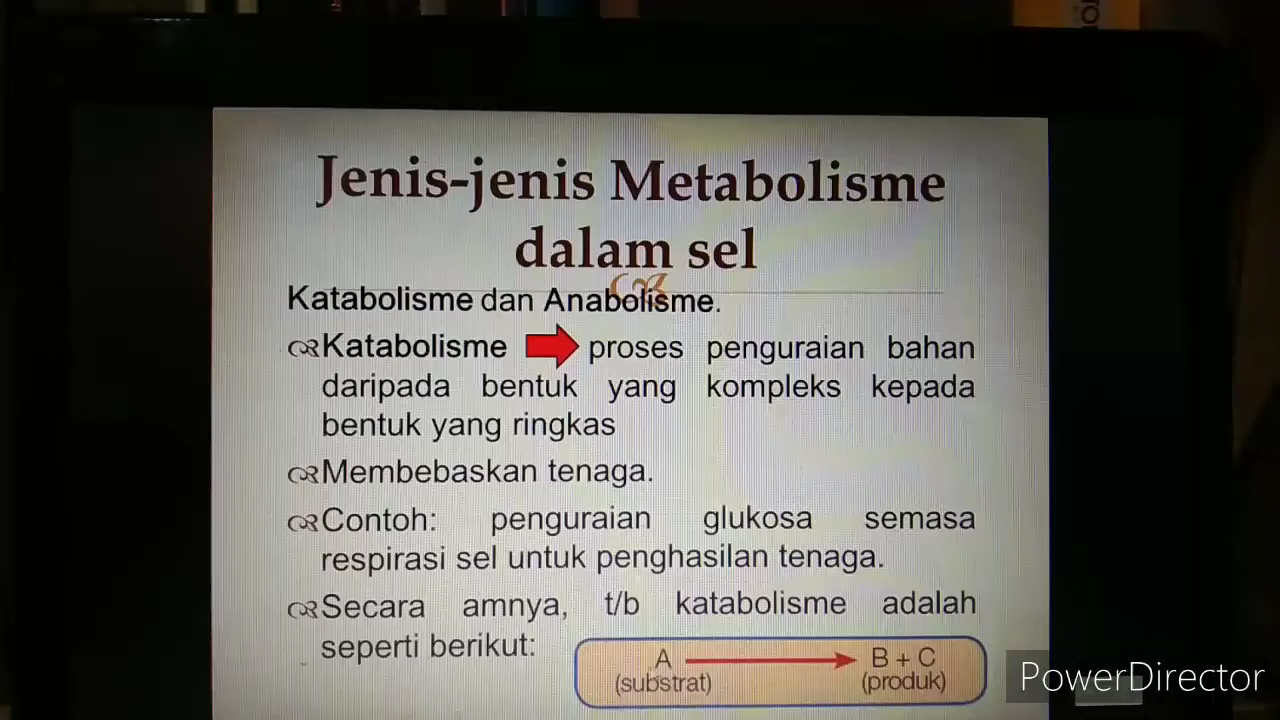 Jenis-jenis Metabolisme
dalam sel
Katabolisme dan Anabolisme.
Katabolisme proses penguraian bahan
daripada bentuk yang kompleks kepada
bentuk yang ringkas
Membebaskan tenaga.
Contoh: penguraian glukosa semasa
respirasi sel untuk penghasilan tenaga.
Secara amnya, t/b katabolisme adalah
seperti berikut:
A B + C
(substrat) (produk)
PowerDirector